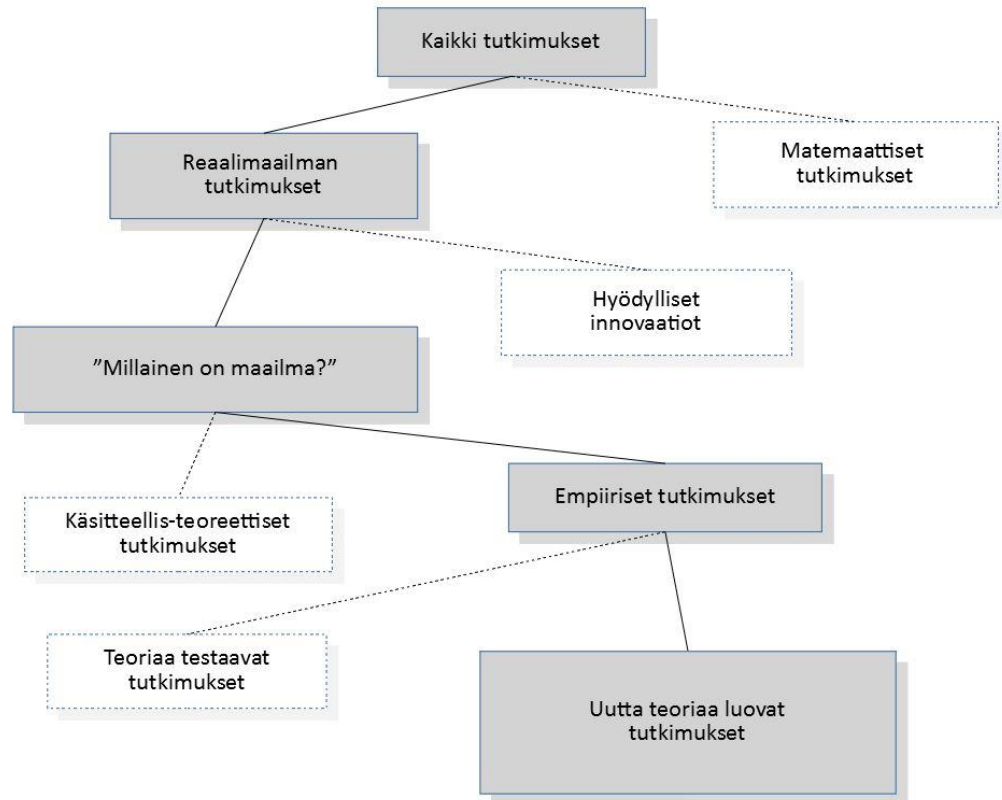 Kaikki tutkimukset
Reaalimaailman
tutkimukset
Matemaattiset
tutkimukset
Hyödylliset
innovaatiot
”Millainen on maailma?”
Empiiriset tutkimukset
Käsitteellis-teoreettiset
tutkimukset
Teoriaa testaavat
tutkimukset
Uutta teoriaa luovat
tutkimukset